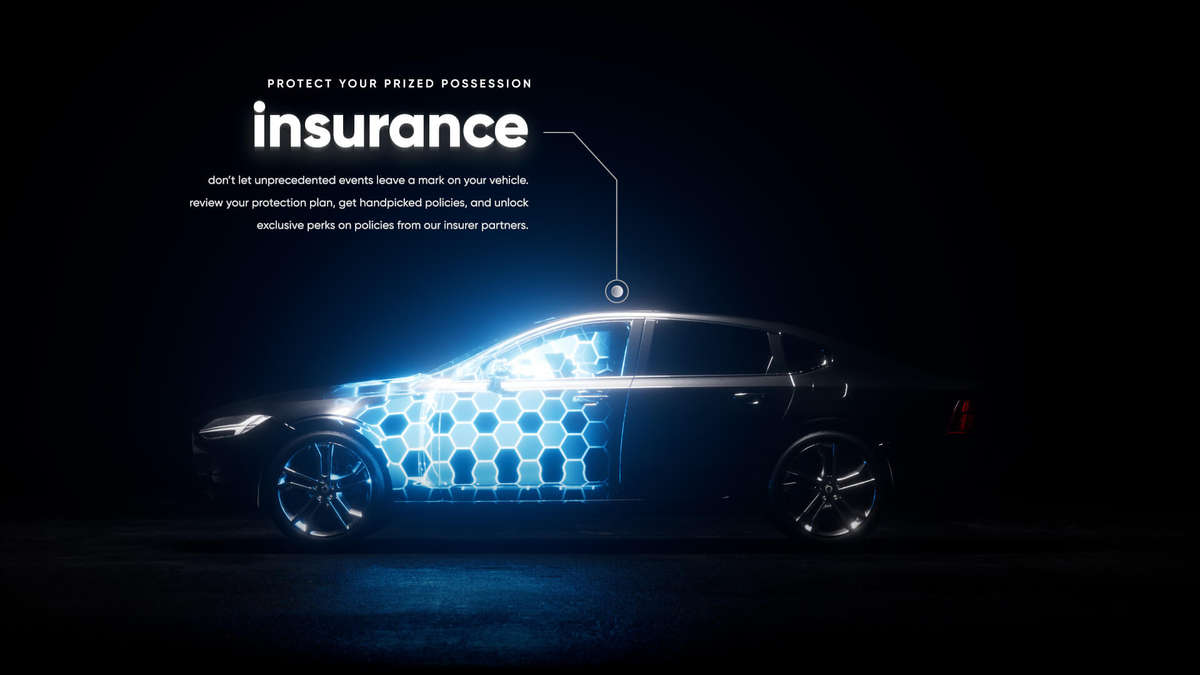 PROTECT YOUR PRIZED POSSESSION
insurance
don't let unprecedented events leave a mark on your vehicle.
review your protection plan, get handpicked policies, and unlock
exclusive perks on policies from our insurer partners.